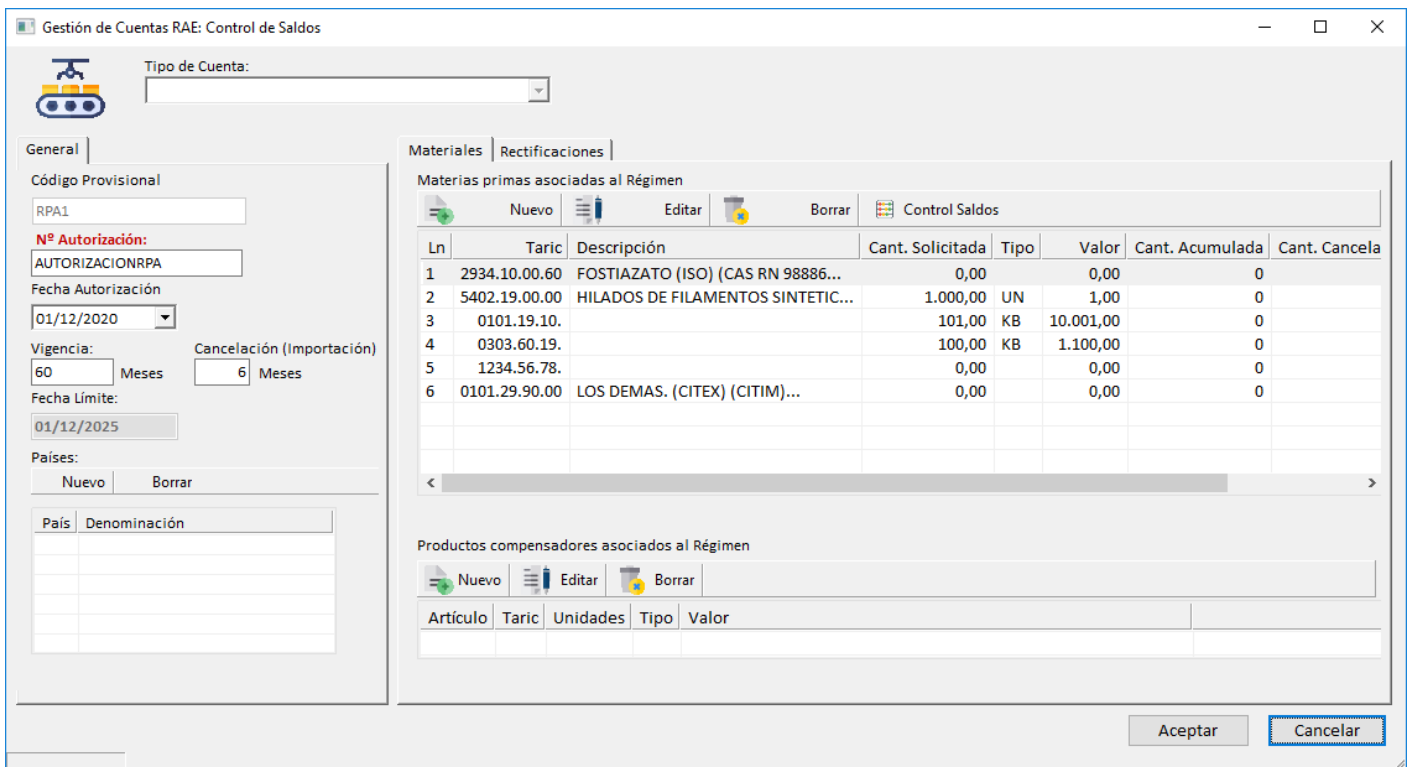 Gestión de Cuentas RAE: Control de Saldos
Tipo de Cuenta:
General
Código Provisional
RPA1
Nº Autorización:
AUTORIZACIONRPA
Fecha Autorización
01/12/2020
Vigencia: Cancelación (Importación)
60 Meses 6 Meses
Fecha Límite:
01/12/2025
Países:
Nuevo Borrar
País Denominación
Materiales Rectificaciones
Materias primas asociadas al Régimen
Nuevo Editar Borrar Control Saldos
Ln Taric Descripción Cant. Solicitada Tipo Valor Cant. Acumulada Cant. Cancela
1 2934.10.00.60 FOSTIAZATO (ISO) (CAS RN 98886... 0,00 0,00 0
2 5402.19.00.00 HILADOS DE FILAMENTOS SINTETIC... 1.000,00 UN 1,00 0
3 0101.19.10. 101,00 KB 10.001,00 0
4 0303.60.19. 100,00 KB 1.100,00 0
5 1234.56.78. 0,00 0,00 0
6 0101.29.90.00 LOS DEMAS. (CITEX) (CITIM)... 0,00 0,00 0
Productos compensadores asociados al Régimen
Nuevo Editar Borrar
Artículo Taric Unidades Tipo Valor
Aceptar Cancelar